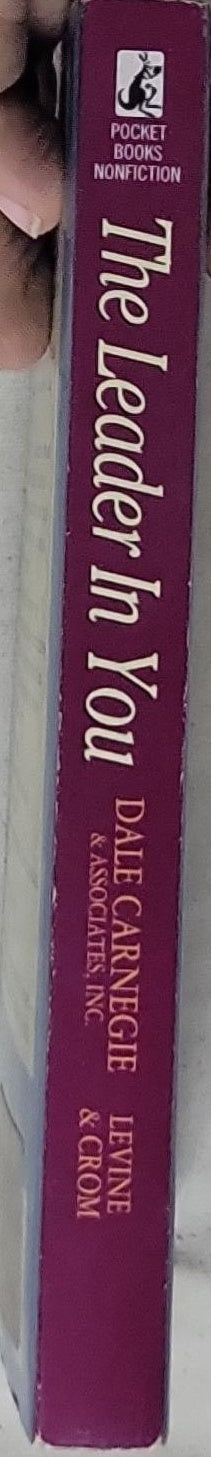 POCKET
BOOKS
NONFICTION
The Leader In You
DALE CARNEGIE
& ASSOCIATES, INC.
LEVINE
& CROM